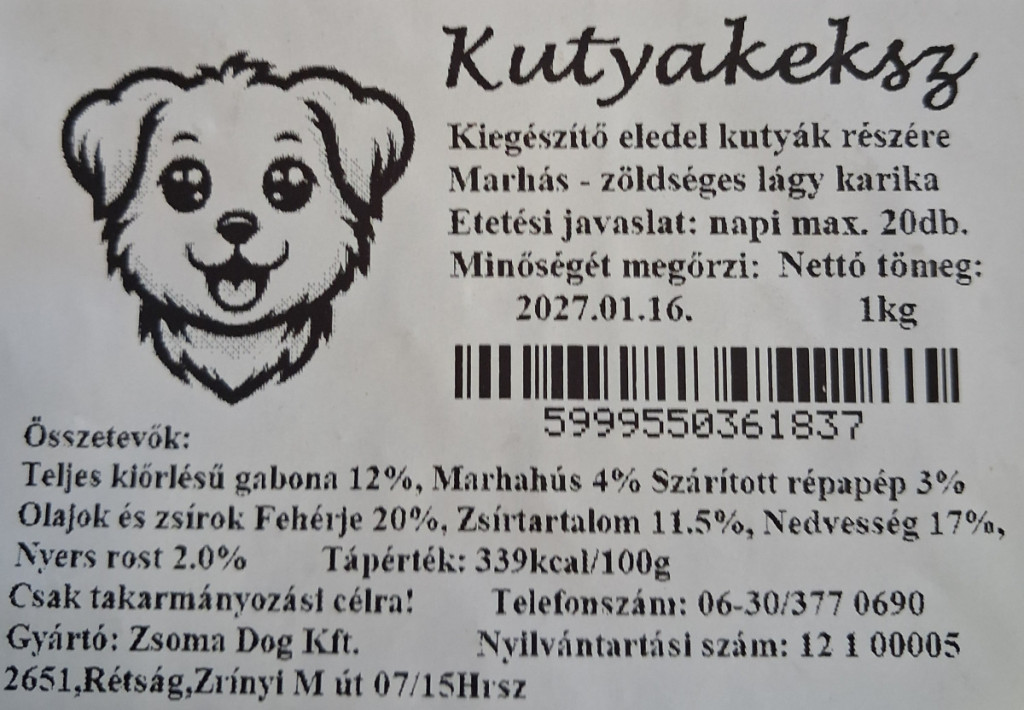 Kutyakeksz
Kiegészítő eledel kutyák részére
Marhás - zöldséges lágy karika
Etetési javaslat: napi max. 20db.
Minőségét megőrzi: Nettó tömeg:
2027.01.16. 1kg
5999550361837
Összetevők:
Teljes kiőrlésű gabona 12%, Marhahús 4% Szárított répapép 3%
Olajok és zsírok Fehérje 20%, Zsírtartalom 11.5%, Nedvesség 17%,
Nyers rost 2.0% Tápérték: 339kcal/100g
Csak takarmányozási célra! Telefonszám: 06-30/377 0690
Gyártó: Zsoma Dog Kft. Nyilvántartási szám: 12 1 00005
2651,Rétság,Zrínyi M út 07/15Hrsz